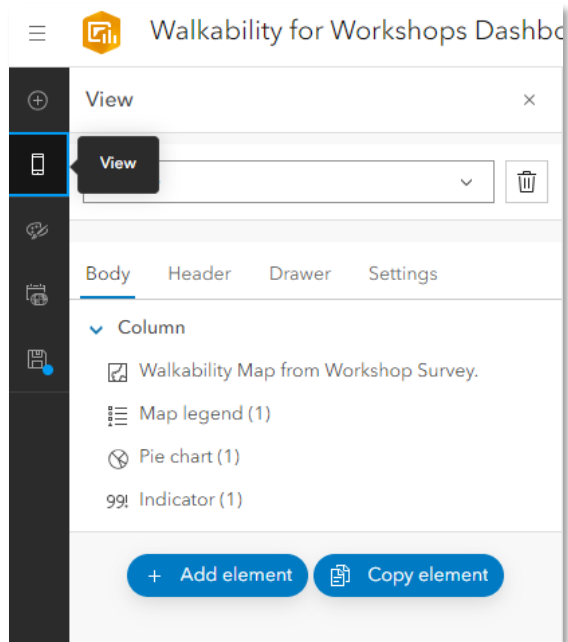 Walkability for Workshops Dashbo
View
View
Body Header Drawer Settings
Column
Walkability Map from Workshop Survey.
Map legend (1)
Pie chart (1)
99! Indicator (1)
+ Add element Copy element